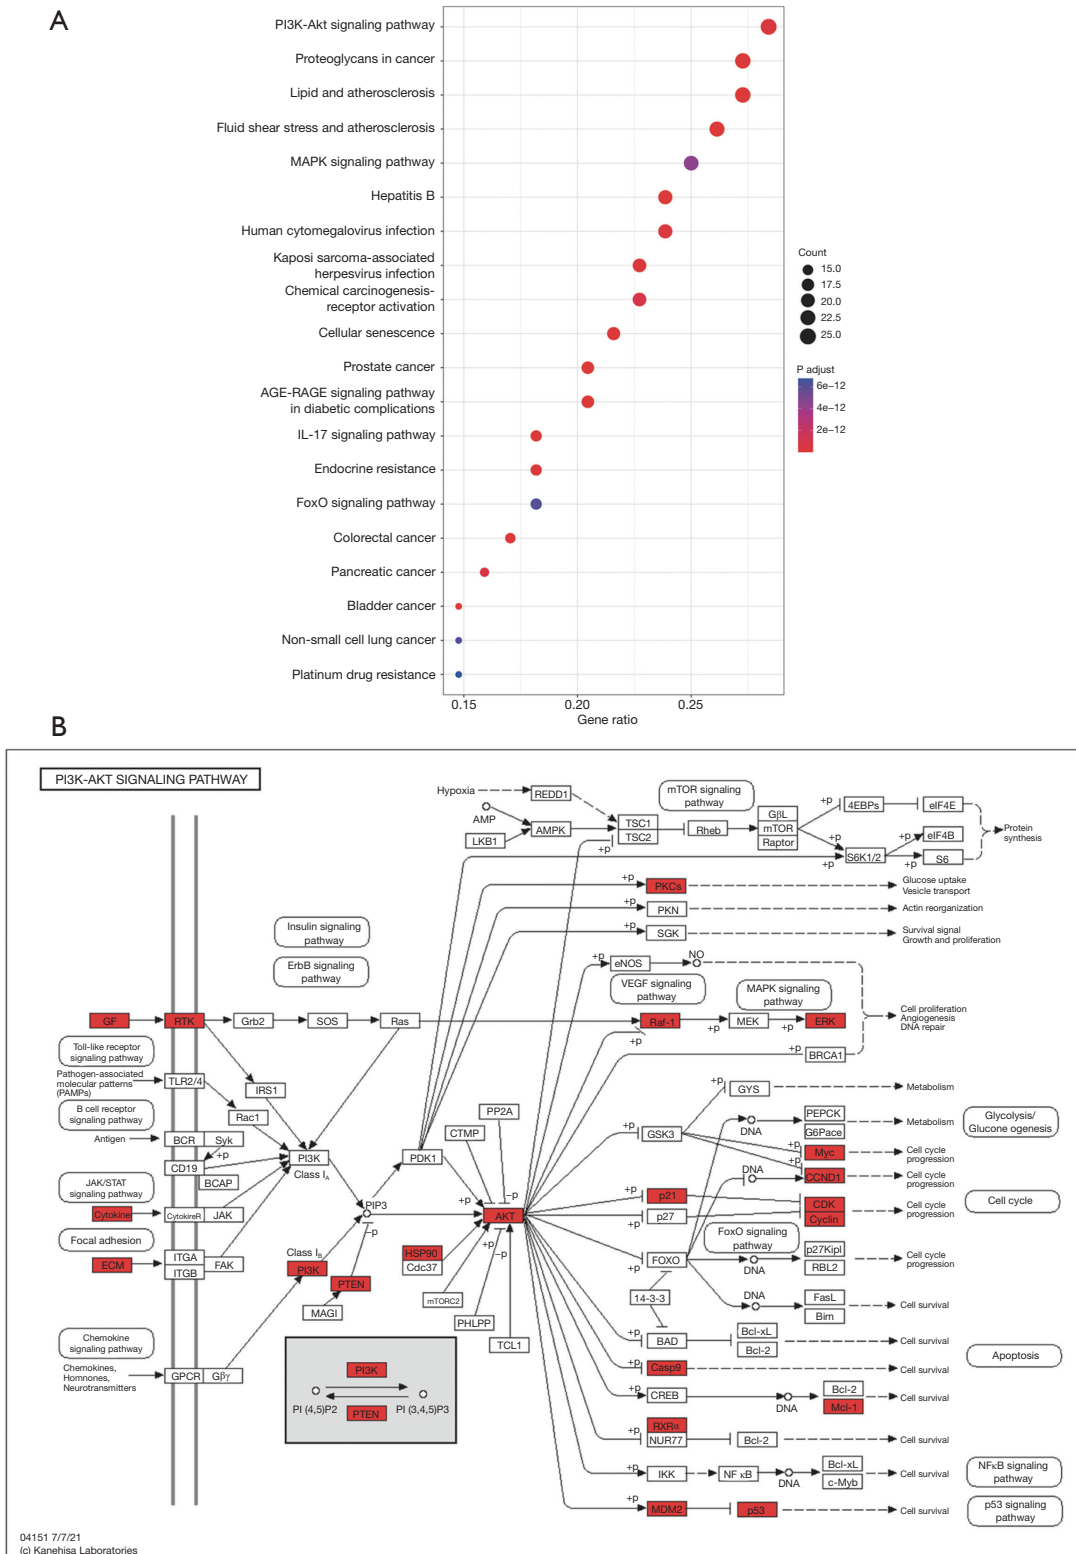 A
PI3K-Akt signaling pathway
Proteoglycans in cancer
Lipid and atherosclerosis
Fluid shear stress and atherosclerosis
MAPK signaling pathway
Hepatitis B
Human cytomegalovirus infection
Kaposi sarcoma-associated
herpesvirus infection
Chemical carcinogenesis-
receptor activation
Cellular senescence
Prostate cancer
AGE-RAGE signaling pathway
in diabetic complications
IL-17 signaling pathway
Endocrine resistance
FoxO signaling pathway
Colorectal cancer
Pancreatic cancer
Bladder cancer
Non-small cell lung cancer
Platinum drug resistance
0.15
0.20
0.25
Gene ratio
Count
15.0
17.5
20.0
22.5
25.0
P adjust
6e-12
4e-12
2e-12
B
PI3K-AKT SIGNALING PATHWAY
Hypoxia
REDD1
AMP
LKB1
AMPK
TSC1
TSC2
+p
Rheb
mTOR signaling
pathway
GβL
mTOR
Raptor
+p
4EBPs
eIF4E
+p
S6K1/2
+p
+p
eIF4B
+p
S6
Protein
synthesis
+p
PKCs
Glucose uptake
Vesicle transport
+p
PKN
Actin reorganization
+p
SGK
Survival signal
Growth and proliferation
Insulin signaling
pathway
ErbB signaling
pathway
+p
eNOS
NO
VEGF signaling
pathway
MAPK signaling
pathway
GF
RTK
Grb2
SOS
Ras
Raf-1
+p
+p
MEK
+p
ERK
Cell proliferation
Angiogenesis
DNA repair
+p
BRCA1
Toll-like receptor
signaling pathway
Pathogen-associated
molecular patterns
(PAMPs)
TLR2/4
IRS1
Rac1
B cell receptor
signaling pathway
Antigen
BCR
Syk
+p
CD19
BCAP
PI3K
Class IA
JAK/STAT
signaling pathway
Cytokine
CytokireR
JAK
Focal adhesion
ECM
ITGA
ITGB
FAK
Chemokine
signaling pathway
Chemokines,
Hormnones,
Neurotransmitters
GPCR
Gβγ
PIP3
−p
Class IB
PI3K
PTEN
MAGI
PDK1
CTMP
PP2A
−p
+p
AKT
HSP90
Cdc37
+p
−p
mTORC2
PHLPP
TCL1
PI3K
PI (4,5)P2
PI (3,4,5)P3
PTEN
+p
GYS
Metabolism
+p
GSK3
DNA
PEPCK
G6Pace
Metabolism
Glycolysis/
Glucone ogenesis
+p
Myc
Cell cycle
progression
DNA
+p
CCND1
Cell cycle
progression
+p
p21
+p
p27
CDK
Cyclin
Cell cycle
progression
Cell cycle
FoxO signaling
pathway
+p
FOXO
DNA
p27Kipl
RBL2
Cell cycle
progression
14-3-3
DNA
FasL
Bim
Cell survival
+p
BAD
Bcl-xL
Bcl-2
Cell survival
Apoptosis
+p
Casp9
Cell survival
+p
CREB
DNA
Bcl-2
Mcl-1
Cell survival
+p
RXRα
NUR77
Bcl-2
Cell survival
+p
IKK
NF κB
DNA
Bcl-xL
c-Myb
Cell survival
NFκB signaling
pathway
+p
MDM2
p53
Cell survival
p53 signaling
pathway
04151 7/7/21
(c) Kanehisa Laboratories